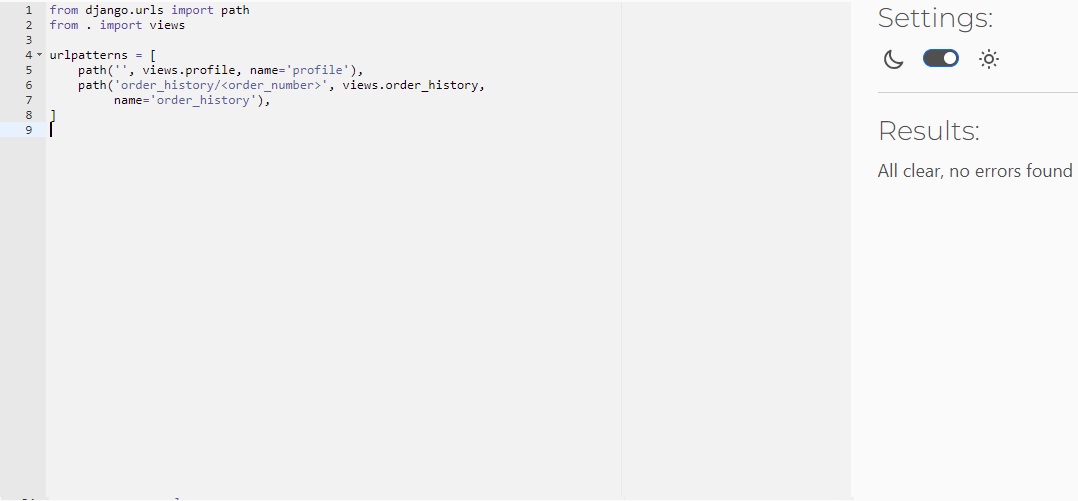 1 from django.urls import path
2 from . import views
3
4 urlpatterns = [
5     path('', views.profile, name='profile'),
6     path('order_history/<order_number>', views.order_history,
7          name='order_history'),
8 ]
9
Settings:
Results:
All clear, no errors found